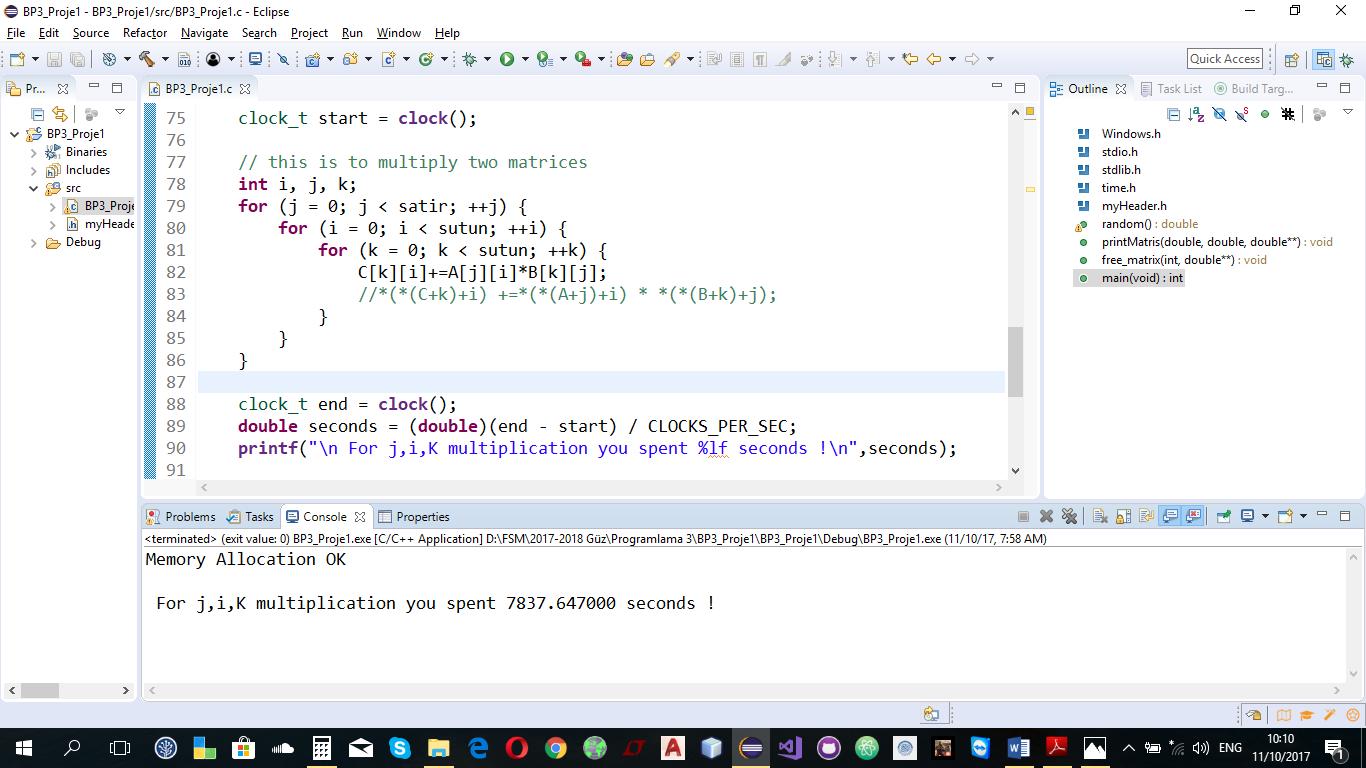 BP3_Proje1 - BP3_Proje1/src/BP3_Proje1.c - Eclipse
File Edit Source Refactor Navigate Search Project Run Window Help
Quick Access
Pr...
BP3_Proje1
Binaries
Includes
src
BP3_Proje
myHeade
Debug
BP3_Proje1.c
75 clock_t start = clock();
76
77 // this is to multiply two matrices
78 int i, j, k;
79 for (j = 0; j < satir; ++j) {
80 for (i = 0; i < sutun; ++i) {
81 for (k = 0; k < sutun; ++k) {
82 C[k][i]+=A[j][i]*B[k][j];
83 //*(*(C+k)+i) +=*(*(A+j)+i) * *(*(B+k)+j);
84 }
85 }
86 }
87
88 clock_t end = clock();
89 double seconds = (double)(end - start) / CLOCKS_PER_SEC;
90 printf("\n For j,i,K multiplication you spent %lf seconds !\n",seconds);
91
Outline Task List Build Targ...
Windows.h
stdio.h
stdlib.h
time.h
myHeader.h
random() : double
printMatris(double, double, double**) : void
free_matrix(int, double**) : void
main(void) : int
Problems Tasks Console Properties
<terminated> (exit value: 0) BP3_Proje1.exe [C/C++ Application] D:\FSM\2017-2018 Güz\Programlama 3\BP3_Proje1\BP3_Proje1\Debug\BP3_Proje1.exe (11/10/17, 7:58 AM)
Memory Allocation OK
For j,i,K multiplication you spent 7837.647000 seconds !
ENG
10:10
11/10/2017
1